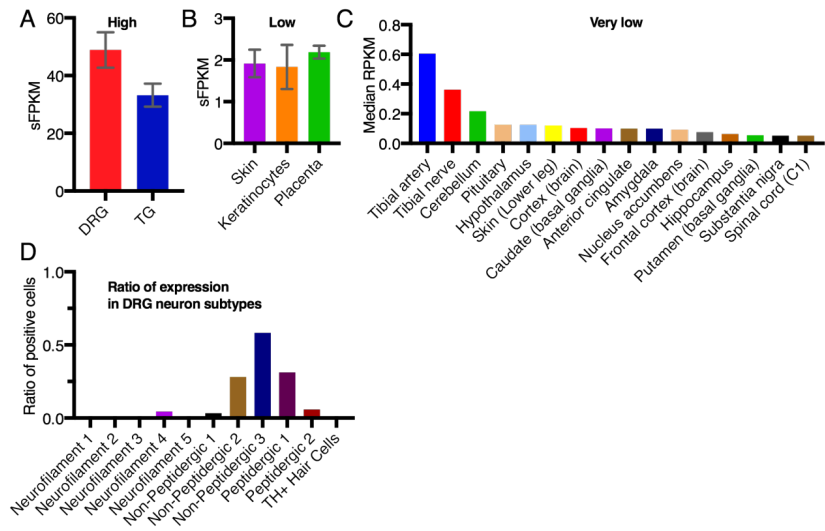 A
High
sFPKM
60
40
20
0
DRG
TG
B
Low
sFPKM
3
2
1
0
Skin
Keratinocytes
Placenta
C
Very low
Median RPKM
0.8
0.6
0.4
0.2
0.0
Tibial artery
Tibial nerve
Cerebellum
Pituitary
Hypothalamus
Skin (Lower leg)
Cortex (brain)
Caudate (basal ganglia)
Anterior cingulate
Amygdala
Nucleus accumbens
Frontal cortex (brain)
Hippocampus
Putamen (basal ganglia)
Substantia nigra
Spinal cord (C1)
D
Ratio of expression
in DRG neuron subtypes
Ratio of positive cells
1.0
0.5
0.0
Neurofilament 1
Neurofilament 2
Neurofilament 3
Neurofilament 4
Neurofilament 5
Non-Peptidergic 1
Non-Peptidergic 2
Non-Peptidergic 3
Peptidergic 1
Peptidergic 2
TH+ Hair Cells